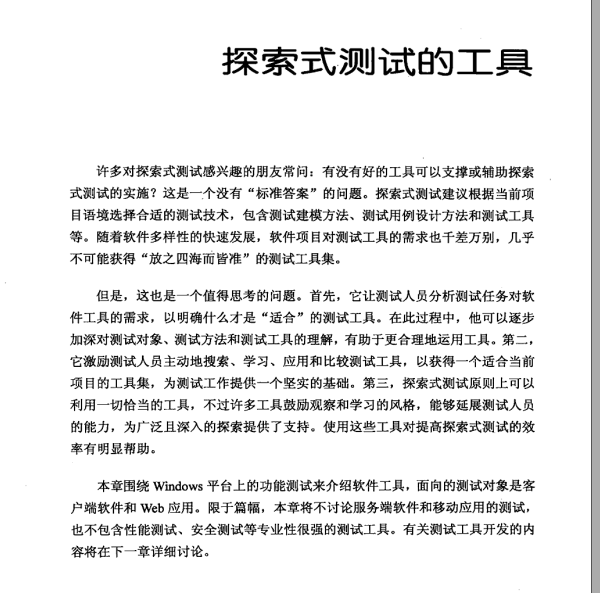 探索式测试的工具
许多对探索式测试感兴趣的朋友常问：有没有好的工具可以支撑或辅助探索
式测试的实施？这是一个没有“标准答案”的问题。探索式测试建议根据当前项
目语境选择合适的测试技术，包含测试建模方法、测试用例设计方法和测试工具
等。随着软件多样性的快速发展，软件项目对测试工具的需求也千差万别，几乎
不可能获得“放之四海而皆准”的测试工具集。
但是，这也是一个值得思考的问题。首先，它让测试人员分析测试任务对软
件工具的需求，以明确什么才是“适合”的测试工具。在此过程中，他可以逐步
加深对测试对象、测试方法和测试工具的理解，有助于更合理地运用工具。第二，
它激励测试人员主动地搜索、学习、应用和比较测试工具，以获得一个适合当前
项目的工具集，为测试工作提供一个坚实的基础。第三，探索式测试原则上可以
利用一切恰当的工具，不过许多工具鼓励观察和学习的风格，能够延展测试人员
的能力，为广泛且深入的探索提供了支持。使用这些工具对提高探索式测试的效
率有明显帮助。
本章围绕 Windows 平台上的功能测试来介绍软件工具，面向的测试对象是客
户端软件和 Web 应用。限于篇幅，本章将不讨论服务端软件和移动应用的测试，
也不包含性能测试、安全测试等专业性很强的测试工具。有关测试工具开发的内
容将在下一章详细讨论。